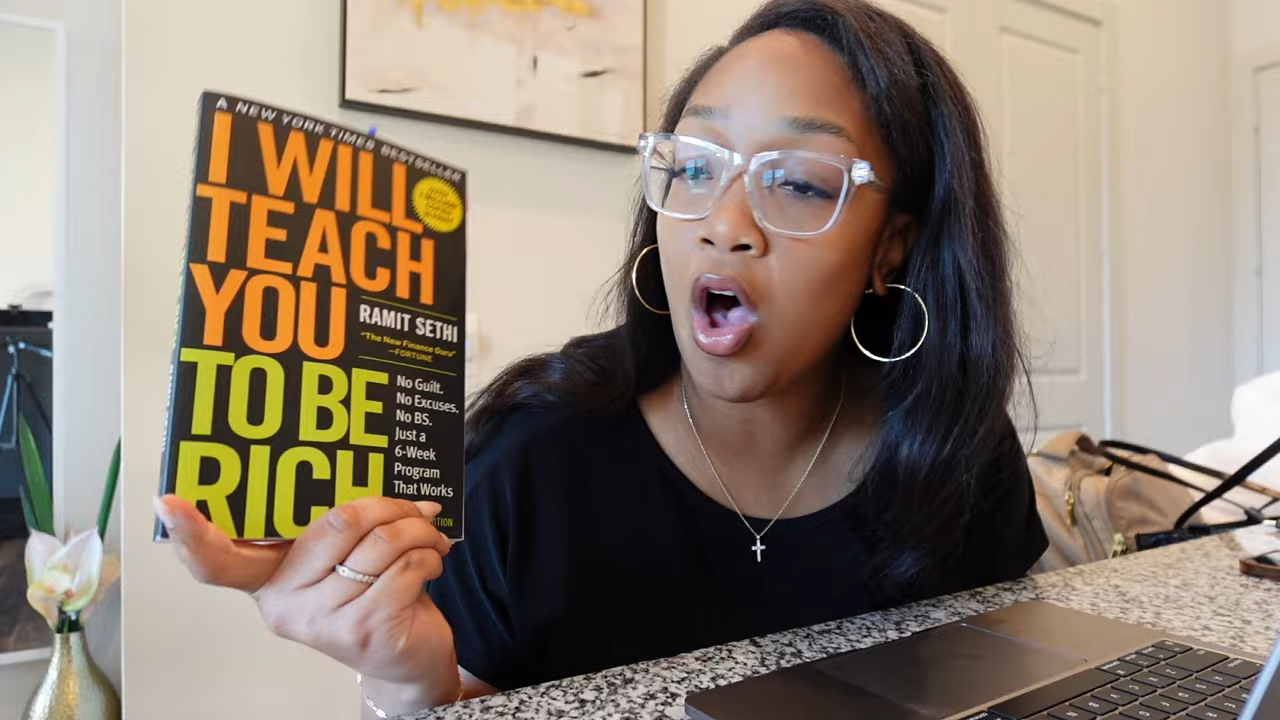 A NEW YORK TIMES BESTSELLER
I WILL
TEACH
YOU
RAMIT SETHI
"The New Finance Guru"
—FORTUNE
TO BE
RICH
No Guilt.
No Excuses.
No BS.
Just a
6-Week
Program
That Works